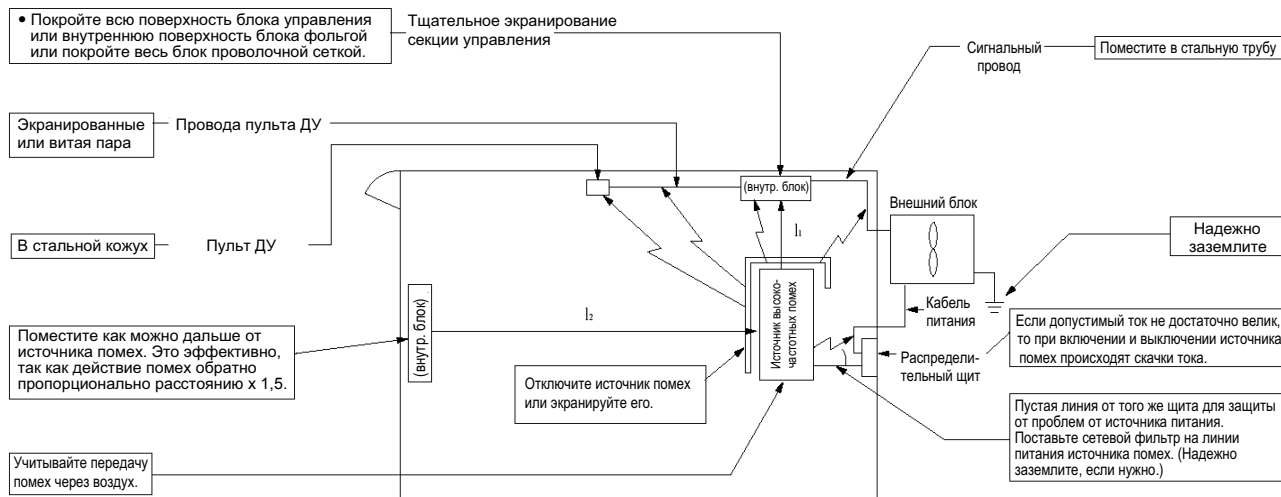 • Покройте всю поверхность блока управления
или внутреннюю поверхность блока фольгой
или покройте весь блок проволочной сеткой.
Тщательное экранирование
секции управления
Сигнальный
провод
Поместите в стальную трубу
Экранированные
или витая пара
Провода пульта ДУ
(внутр. блок)
Внешний блок
В стальной кожух
Пульт ДУ
l₁
Надежно
заземлите
Источник высоко-
частотных помех
Кабель
питания
(внутр. блок)
l₂
Поместите как можно дальше от
источника помех. Это эффективно,
так как действие помех обратно
пропорционально расстоянию x 1,5.
Если допустимый ток не достаточно велик,
то при включении и выключении источника
помех происходят скачки тока.
Распредели-
тельный щит
Отключите источник помех
или экранируйте его.
Пустая линия от того же щита для защиты
от проблем от источника питания.
Поставьте сетевой фильтр на линии
питания источника помех. (Надежно
заземлите, если нужно.)
Учитывайте передачу
помех через воздух.